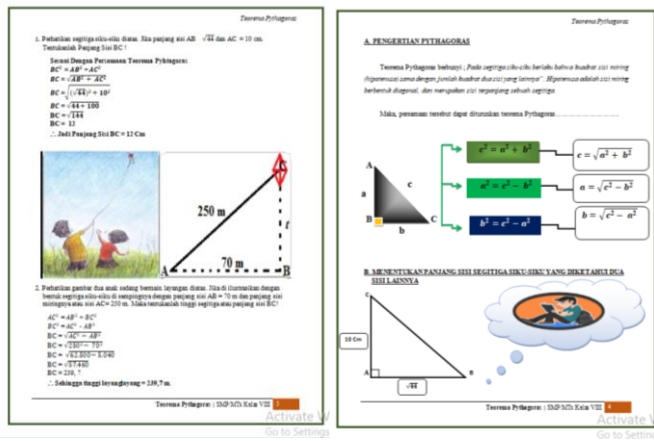 Teorema Pythagoras
1. Perhatikan segitiga siku-siku diatas. Jika panjang sisi AB √44 dan AC = 10 cm.
Tentukanlah Panjang Sisi BC !
Sesuai Dengan Persamaan Teorema Pythagoras
BC² = AB² + AC²
BC = √AB² + AC²
BC = √(√44)² + 10²
BC = √44 + 100
BC = √144
BC = 12
∴ Jadi Panjang Sisi BC = 12 Cm
C
250 m
t
70 m
A
B
2. Perhatikan gambar dua anak sedang bermain layangan diatas. Jika di ilustrasikan dengan
bentuk segitiga siku-siku di sampingnya dengan panjang sisi AB = 70 m dan panjang sisi
miringnya atau sisi AC = 250 m. Maka tentukanlah tinggi segitiga atau panjang sisi BC!
AC² = AB² + BC²
BC² = AC² - AB²
BC = √AC² − AB²
BC = √250² − 70²
BC = √57.460
BC = 239, 7
∴ Sehingga tinggi layanglayang = 239,7 m.
Teorema Pythagoras | SMP/MTs Kelas VIII 5
Teorema Pythagoras
A. PENGERTIAN PYTHAGORAS
Teorema Pythagoras berbunyi ; Pada segitiga siku-siku berlaku bahwa kuadrat sisi miring
(hipotenusa) sama dengan jumlah kuadrat dua sisi yang lainnya". Hipotenusa adalah sisi miring
berbentuk diagonal, dan merupakan sisi terpanjang sebuah segitiga
Maka, persamaan tersebut dapat diturunkan teorema Pythagoras
c² = a² + b²
c = √a² + b²
A
a
c
a² = c² − b²
a = √c² − b²
B
C
b
b² = c² − a²
b = √c² − a²
B. MENENTUKAN PANJANG SISI SEGITIGA SIKU-SIKU YANG DIKETAHUI DUA
SISI LAINNYA
C
10 Cm
A
B
√44
Teorema Pythagoras | SMP/MTs Kelas VIII 4
Activate W
Go to Settings
Activate
Go to Setting